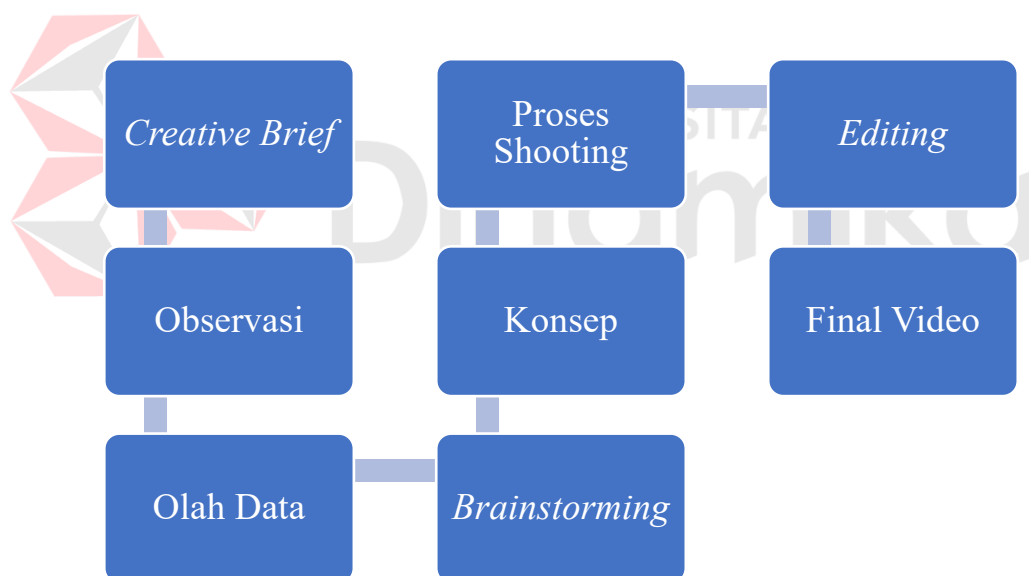 Creative Brief
Observasi
Olah Data
Brainstorming
Konsep
Proses
Shooting
Editing
Final Video